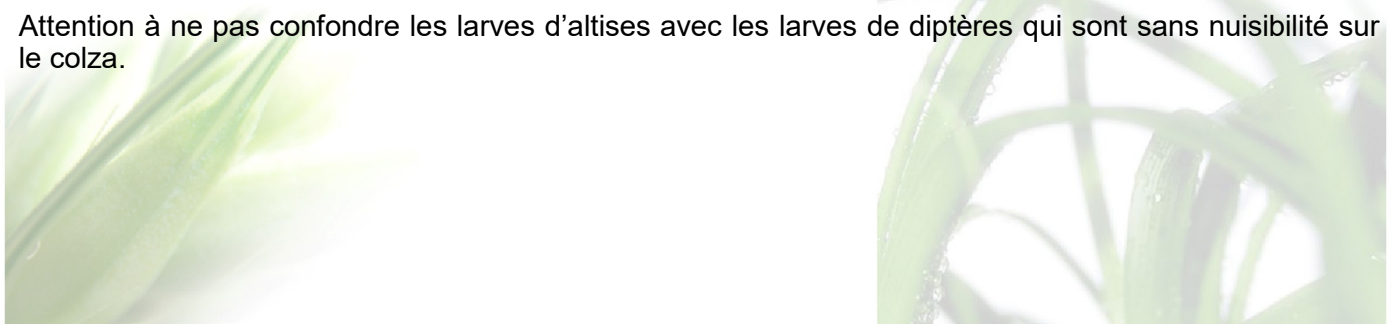 Attention à ne pas confondre les larves d’altises avec les larves de diptères qui sont sans nuisibilité sur
le colza.